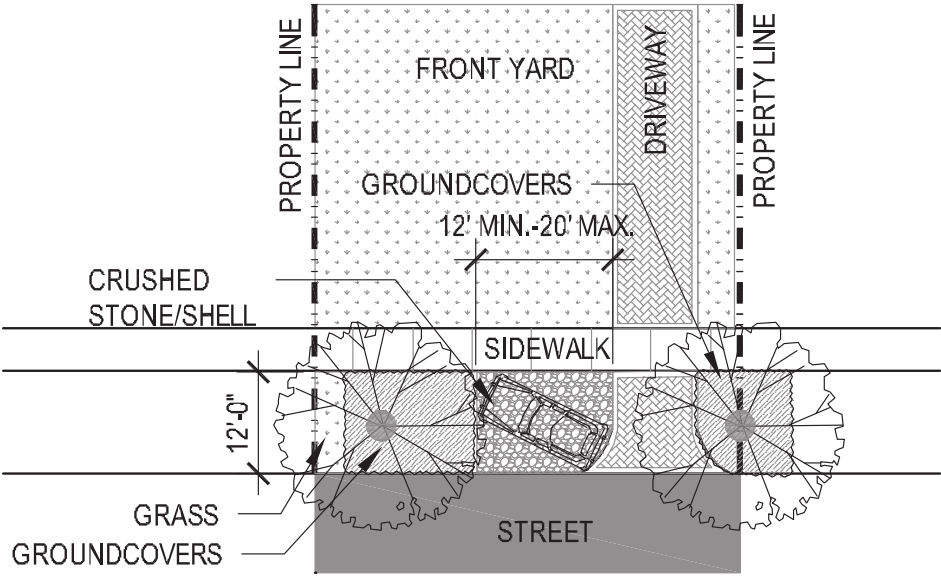 PROPERTY LINE
FRONT YARD
DRIVEWAY
PROPERTY LINE
GROUNDCOVERS
12' MIN.-20' MAX.
CRUSHED
STONE/SHELL
SIDEWALK
12'-0"
GRASS
GROUNDCOVERS
STREET